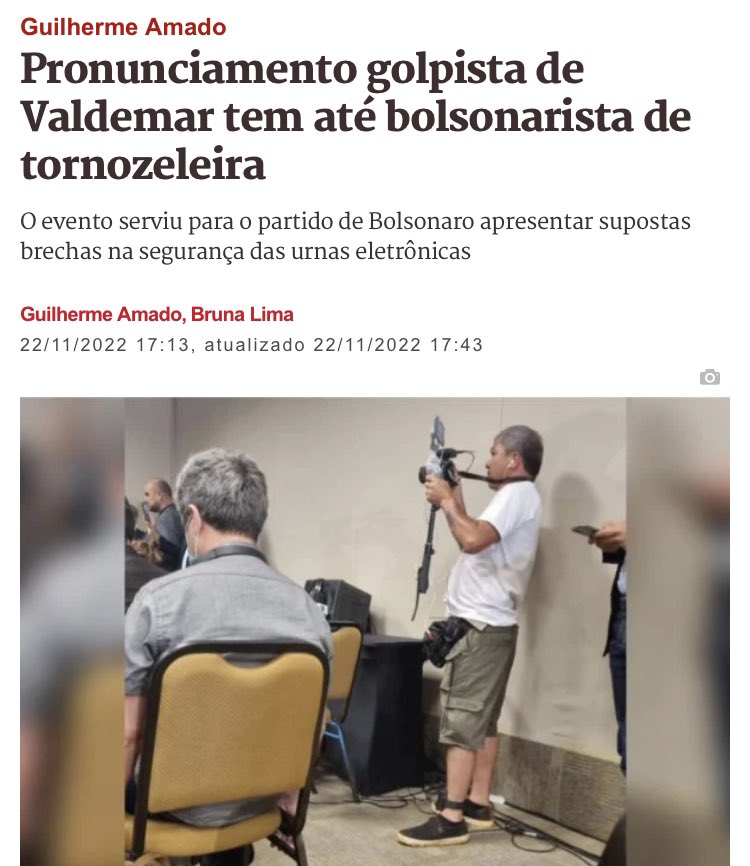 Guilherme Amado
Pronunciamento golpista de
Valdemar tem até bolsonarista de
tornozeleira
O evento serviu para o partido de Bolsonaro apresentar supostas
brechas na segurança das urnas eletrônicas
Guilherme Amado, Bruna Lima
22/11/2022 17:13, atualizado 22/11/2022 17:43